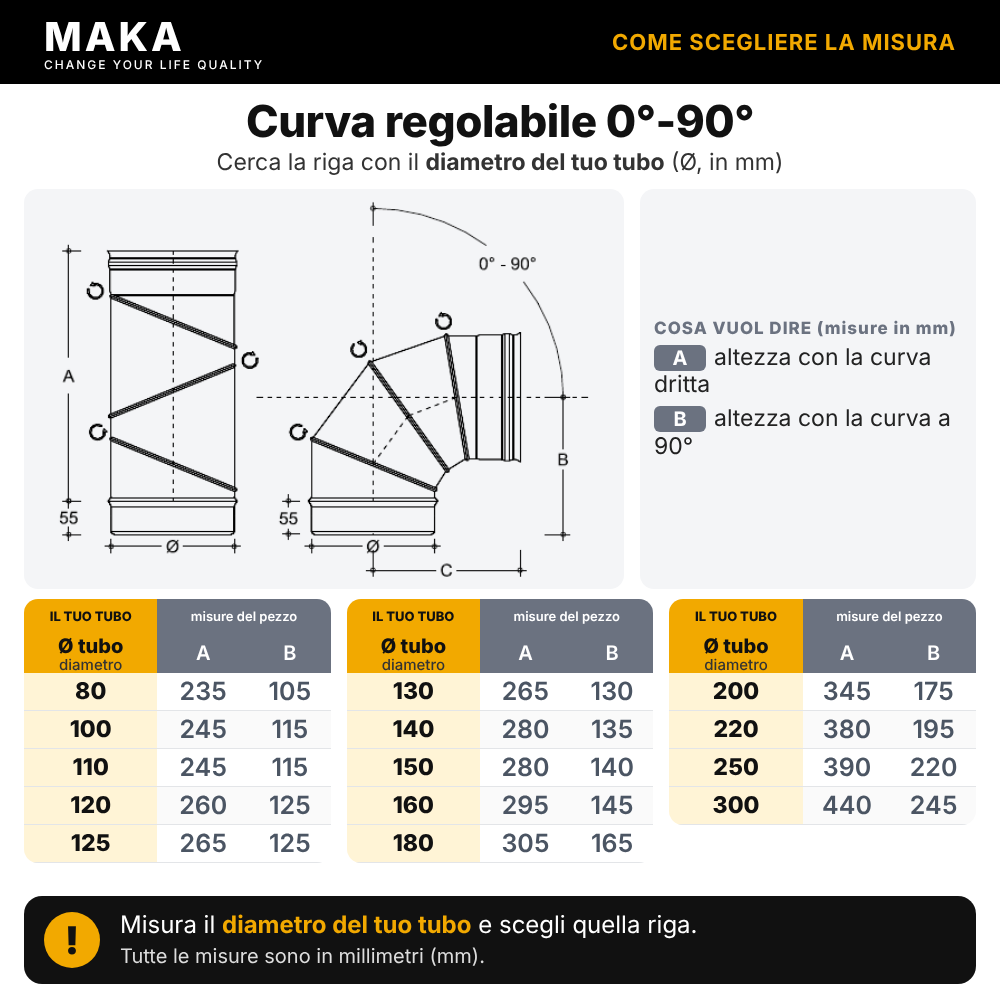 MAKA
CHANGE YOUR LIFE QUALITY
COME SCEGLIERE LA MISURA
Curva regolabile 0°-90°
Cerca la riga con il diametro del tuo tubo (Ø, in mm)
0° - 90°
A
55
Ø
55
Ø
B
C
COSA VUOL DIRE (misure in mm)
A altezza con la curva
dritta
B altezza con la curva a
90°
IL TUO TUBO misure del pezzo
Ø tubo A B
diametro
80 235 105
100 245 115
110 245 115
120 260 125
125 265 125
IL TUO TUBO misure del pezzo
Ø tubo A B
diametro
130 265 130
140 280 135
150 280 140
160 295 145
180 305 165
IL TUO TUBO misure del pezzo
Ø tubo A B
diametro
200 345 175
220 380 195
250 390 220
300 440 245
! Misura il diametro del tuo tubo e scegli quella riga.
Tutte le misure sono in millimetri (mm).